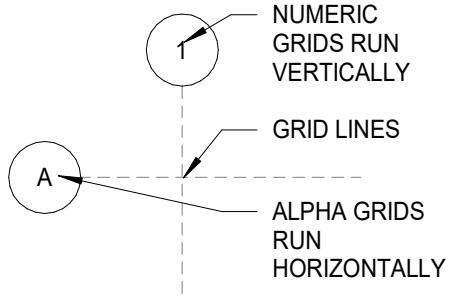 NUMERIC
GRIDS RUN
VERTICALLY
1
GRID LINES
A
ALPHA GRIDS
RUN
HORIZONTALLY